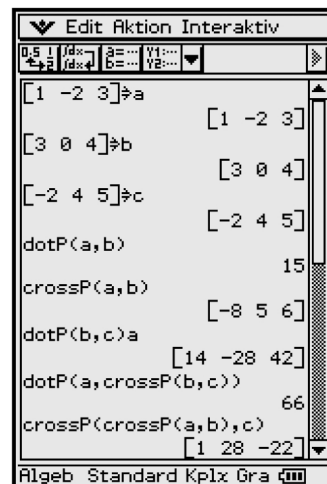 Edit Aktion Interaktiv
[1 -2 3]⇒a
[1 -2 3]
[3 0 4]⇒b
[3 0 4]
[-2 4 5]⇒c
[-2 4 5]
dotP(a,b)
15
crossP(a,b)
[-8 5 6]
dotP(b,c)a
[14 -28 42]
dotP(a,crossP(b,c))
66
crossP(crossP(a,b),c)
[1 28 -22]
Algeb Standard Kplx Gra